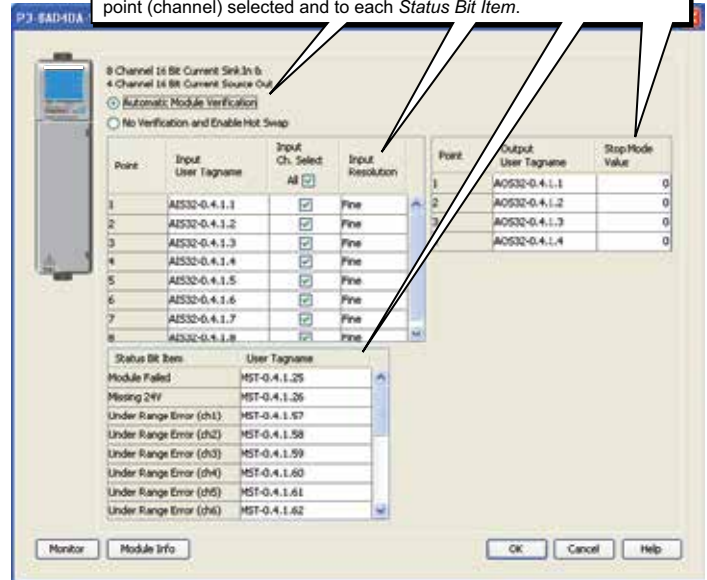 point (channel) selected and to each Status Bit Item.
P3-8AD4DA
8 Channel 16 Bit Current Sink In &
4 Channel 16 Bit Current Source Out
Automatic Module Verification
No Verification and Enable Hot Swap
Point Input User Tagname Input Ch. Select All Input Resolution
1 AIS32-0.4.1.1 Fine
2 AIS32-0.4.1.2 Fine
3 AIS32-0.4.1.3 Fine
4 AIS32-0.4.1.4 Fine
5 AIS32-0.4.1.5 Fine
6 AIS32-0.4.1.6 Fine
7 AIS32-0.4.1.7 Fine
8 AIS32-0.4.1.8 Fine
Point Output User Tagname Stop Mode Value
1 AOS32-0.4.1.1 0
2 AOS32-0.4.1.2 0
3 AOS32-0.4.1.3 0
AOS32-0.4.1.4 0
Status Bit Item User Tagname
Module Failed MST-0.4.1.25
Missing 24V MST-0.4.1.26
Under Range Error (ch1) MST-0.4.1.57
Under Range Error (ch2) MST-0.4.1.58
Under Range Error (ch3) MST-0.4.1.59
Under Range Error (ch4) MST-0.4.1.60
Under Range Error (ch5) MST-0.4.1.61
Under Range Error (ch6) MST-0.4.1.62
Monitor Module Info OK Cancel Help